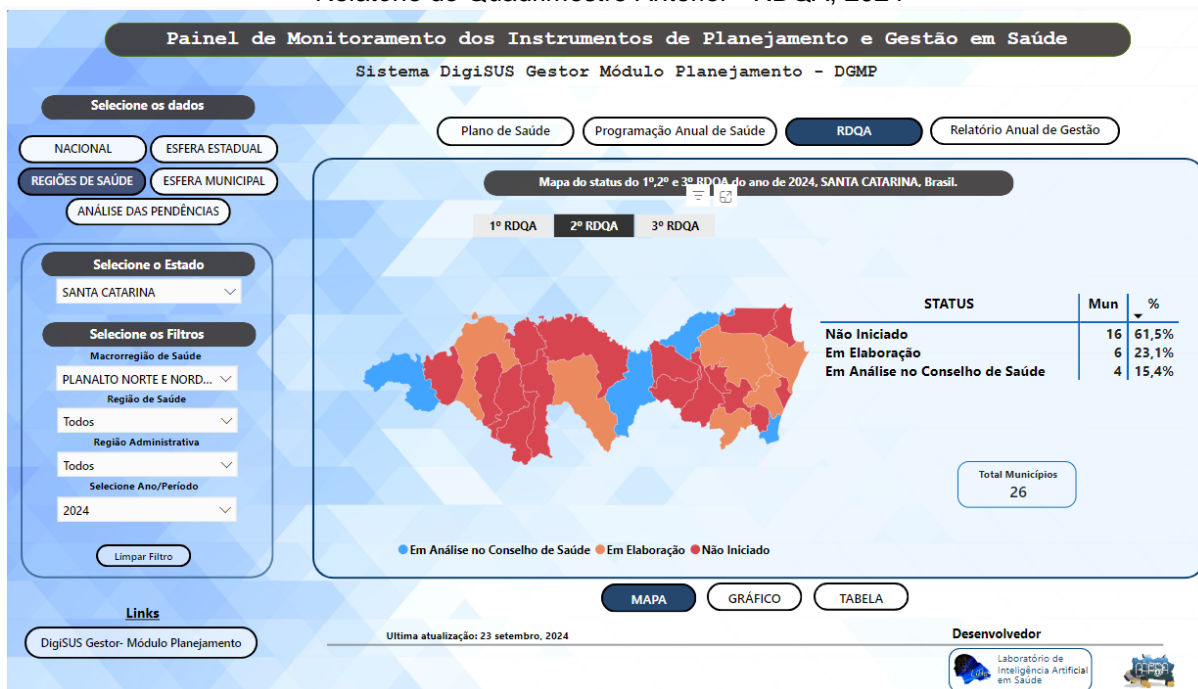 Relatório do Quadrimestre Anterior - RDQA, 2024
Painel de Monitoramento dos Instrumentos de Planejamento e Gestão em Saúde
Sistema DigiSUS Gestor Módulo Planejamento - DGMP
Selecione os dados
NACIONAL
ESFERA ESTADUAL
REGIÕES DE SAÚDE
ESFERA MUNICIPAL
ANÁLISE DAS PENDÊNCIAS
Selecione o Estado
SANTA CATARINA
Selecione os Filtros
Macrorregião de Saúde
PLANALTO NORTE E NORD...
Região de Saúde
Todos
Região Administrativa
Todos
Selecione Ano/Período
2024
Limpar Filtro
Links
DigiSUS Gestor- Módulo Planejamento
Plano de Saúde
Programação Anual de Saúde
RDQA
Relatório Anual de Gestão
Mapa do status do 1º,2º e 3º RDQA do ano de 2024, SANTA CATARINA, Brasil.
1º RDQA 2º RDQA 3º RDQA
STATUS Mun %
Não Iniciado 16 61,5%
Em Elaboração 6 23,1%
Em Análise no Conselho de Saúde 4 15,4%
Total Municípios
26
Em Análise no Conselho de Saúde Em Elaboração Não Iniciado
MAPA
GRÁFICO
TABELA
Ultima atualização: 23 setembro, 2024
Desenvolvedor
Laboratório de
Inteligência Artificial
em Saúde